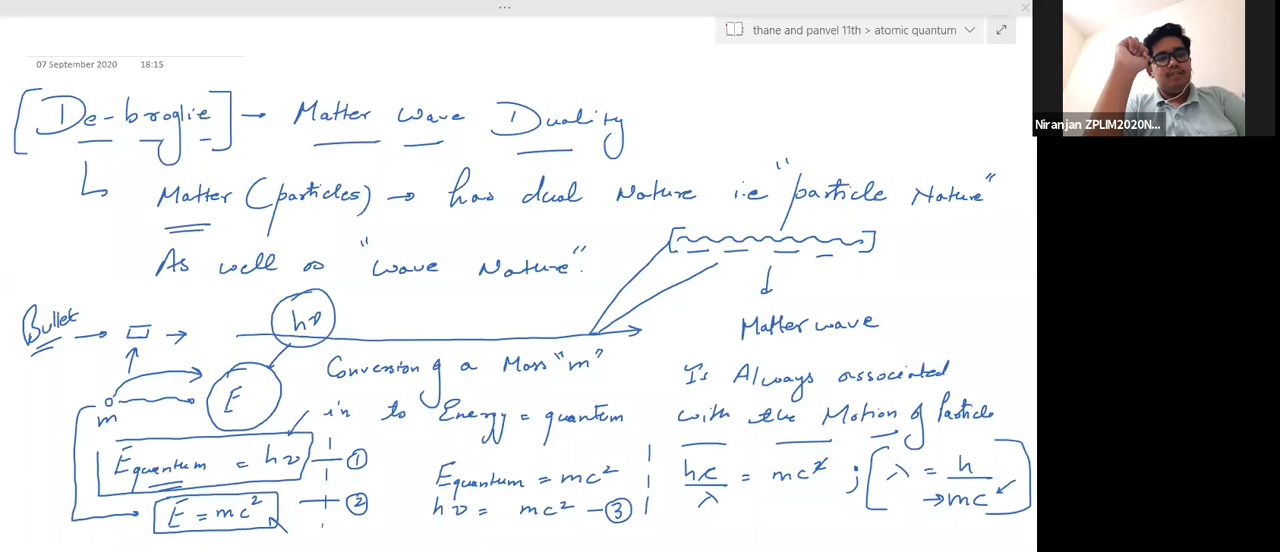 thane and panvel 11th > atomic quantum
07 September 2020 18:15
Niranjan ZPLIM2020N...
[De-broglie] → Matter wave Duality
Matter (particles) → has dual Nature i.e "particle Nature"
As well as "wave Nature".
Bullet
hν
Matter wave
Conversion of a Mass "m"
Is Always associated
m
E
in to Energy = quantum
with the Motion of Particle
E quantum = hν — ①
E = mc² — ②
E quantum = mc²
hν = mc² — ③
hc/λ = mc² ; [λ = h/mc]